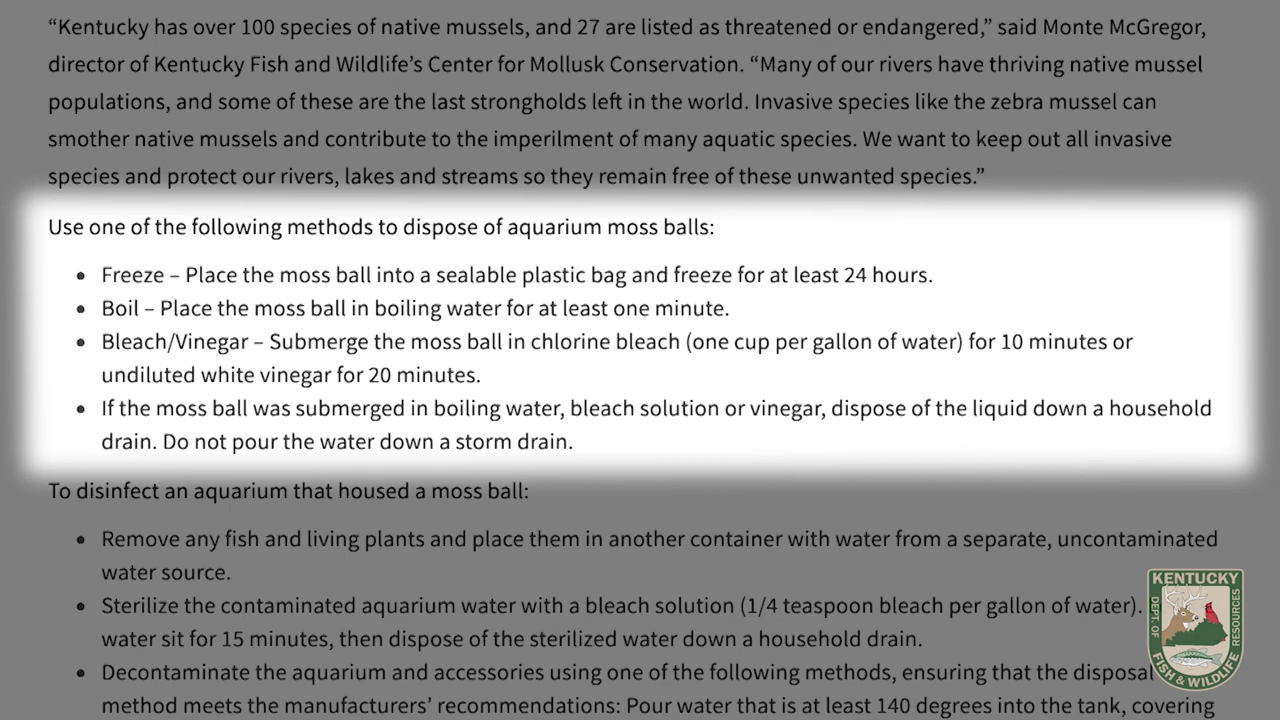 “Kentucky has over 100 species of native mussels, and 27 are listed as threatened or endangered,” said Monte McGregor,
director of Kentucky Fish and Wildlife’s Center for Mollusk Conservation. “Many of our rivers have thriving native mussel
populations, and some of these are the last strongholds left in the world. Invasive species like the zebra mussel can
smother native mussels and contribute to the imperilment of many aquatic species. We want to keep out all invasive
species and protect our rivers, lakes and streams so they remain free of these unwanted species.”
Use one of the following methods to dispose of aquarium moss balls:
• Freeze – Place the moss ball into a sealable plastic bag and freeze for at least 24 hours.
• Boil – Place the moss ball in boiling water for at least one minute.
• Bleach/Vinegar – Submerge the moss ball in chlorine bleach (one cup per gallon of water) for 10 minutes or
undiluted white vinegar for 20 minutes.
• If the moss ball was submerged in boiling water, bleach solution or vinegar, dispose of the liquid down a household
drain. Do not pour the water down a storm drain.
To disinfect an aquarium that housed a moss ball:
• Remove any fish and living plants and place them in another container with water from a separate, uncontaminated
water source.
• Sterilize the contaminated aquarium water with a bleach solution (1/4 teaspoon bleach per gallon of water).
water sit for 15 minutes, then dispose of the sterilized water down a household drain.
• Decontaminate the aquarium and accessories using one of the following methods, ensuring that the disposal
method meets the manufacturers’ recommendations: Pour water that is at least 140 degrees into the tank, covering
KENTUCKY
DEPT. OF
FISH & WILDLIFE
RESOURCES